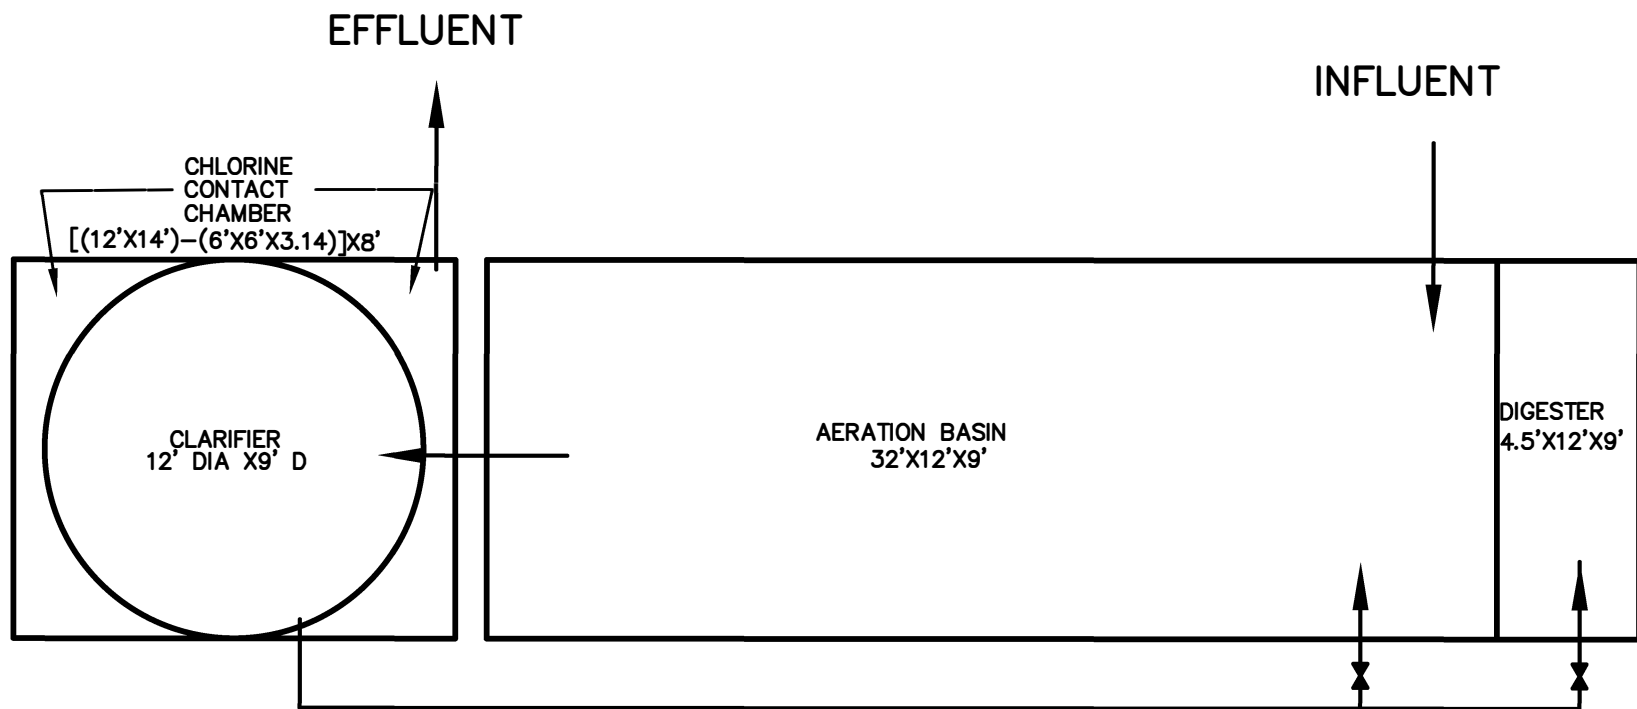 EFFLUENT
INFLUENT
CHLORINE
CONTACT
CHAMBER
[(12'X14')–(6'X6'X3.14)]X8'
CLARIFIER
12' DIA X9' D
AERATION BASIN
32'X12'X9'
DIGESTER
4.5'X12'X9'